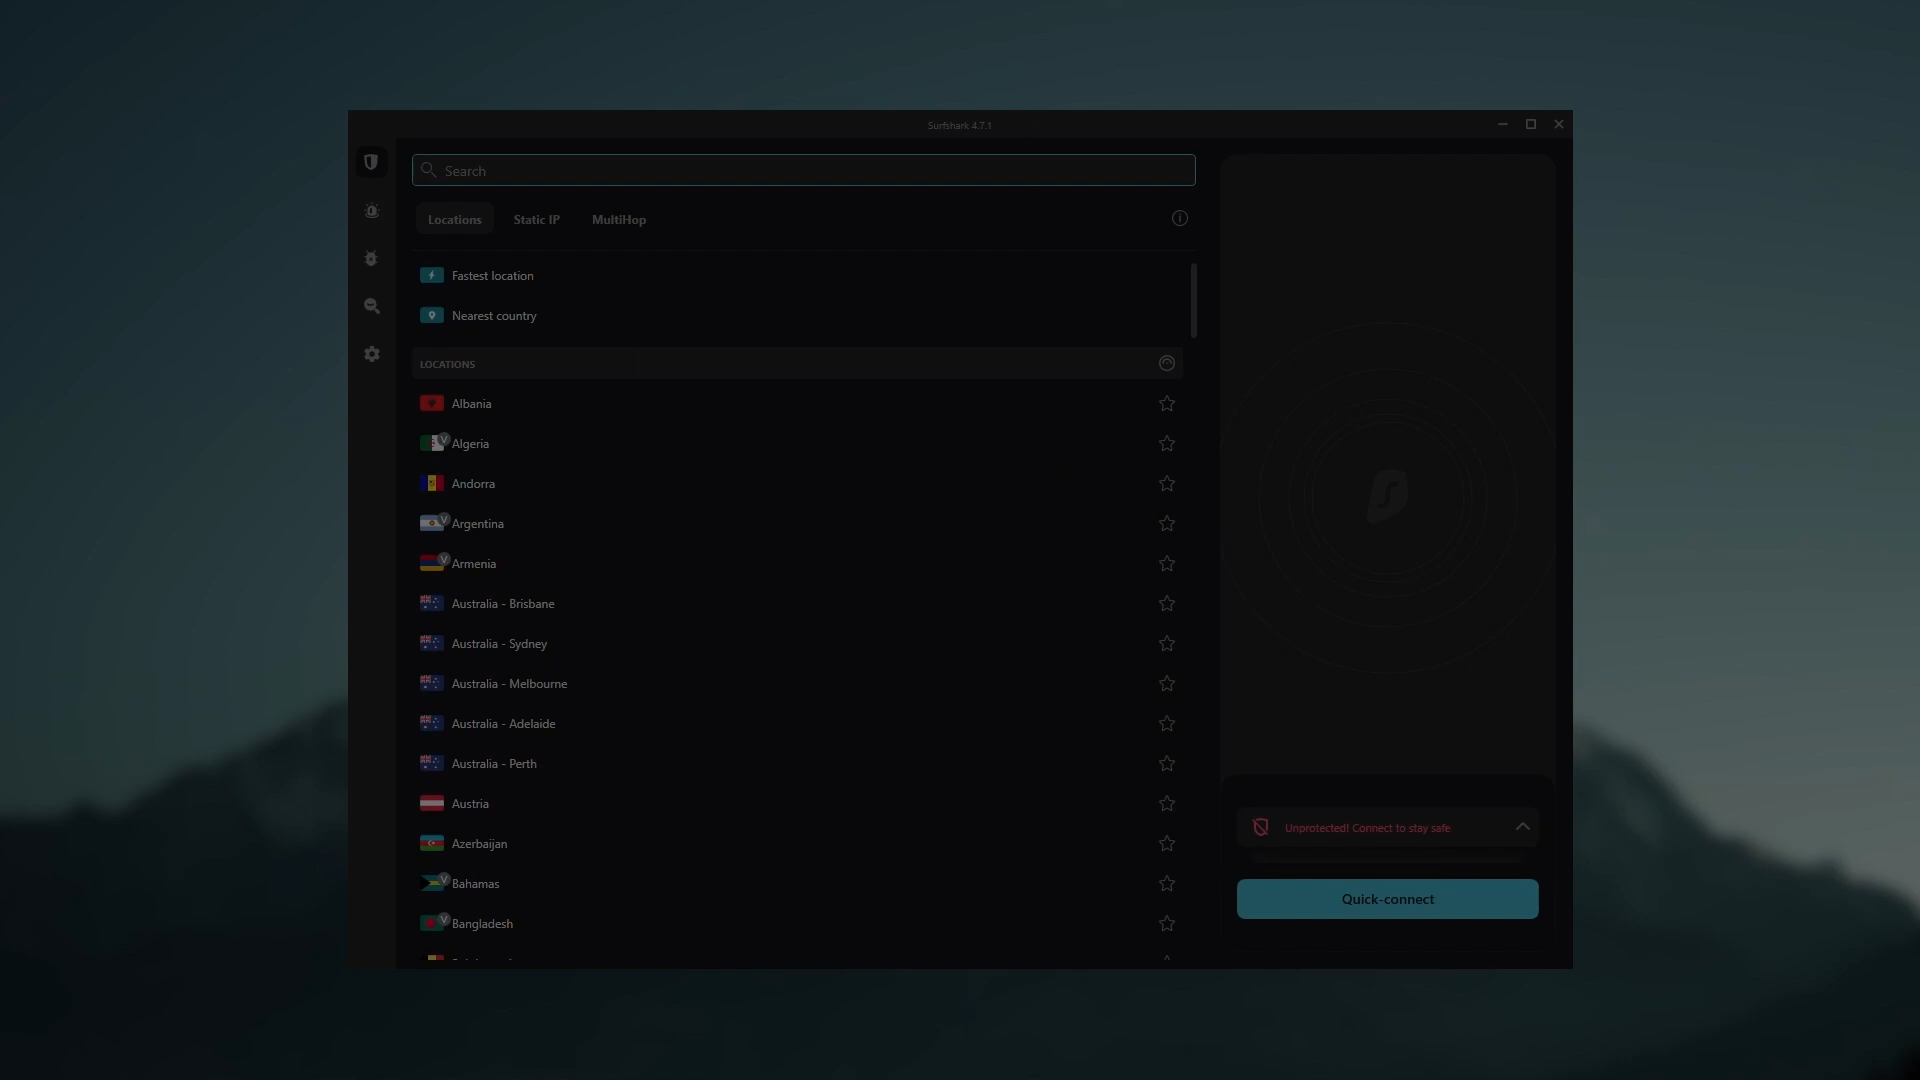 Surfshark 4.7.1
Search
Locations Static IP MultiHop
Fastest location
Nearest country
LOCATIONS
Albania
V Algeria
Andorra
V Argentina
V Armenia
Australia - Brisbane
Australia - Sydney
Australia - Melbourne
Australia - Adelaide
Australia - Perth
Austria
Azerbaijan
V Bahamas
V Bangladesh
Unprotected! Connect to stay safe
Quick-connect